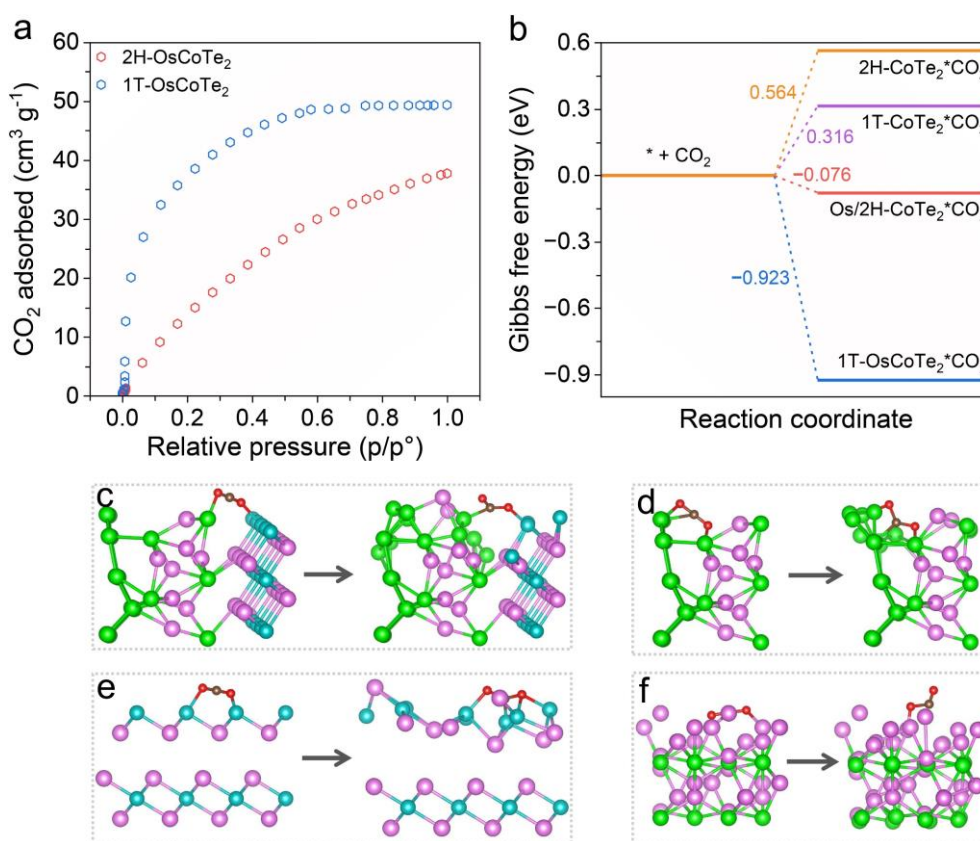 a
60
50
40
30
20
10
0
CO₂ adsorbed (cm³ g⁻¹)
2H-OsCoTe₂
1T-OsCoTe₂
0.0 0.2 0.4 0.6 0.8 1.0
Relative pressure (p/p°)
b
0.6
0.3
0.0
−0.3
−0.6
−0.9
Gibbs free energy (eV)
* + CO₂
0.564
0.316
−0.076
−0.923
2H-CoTe₂*CO
1T-CoTe₂*CO
Os/2H-CoTe₂*CO
1T-OsCoTe₂*CO
Reaction coordinate
c
d
e
f